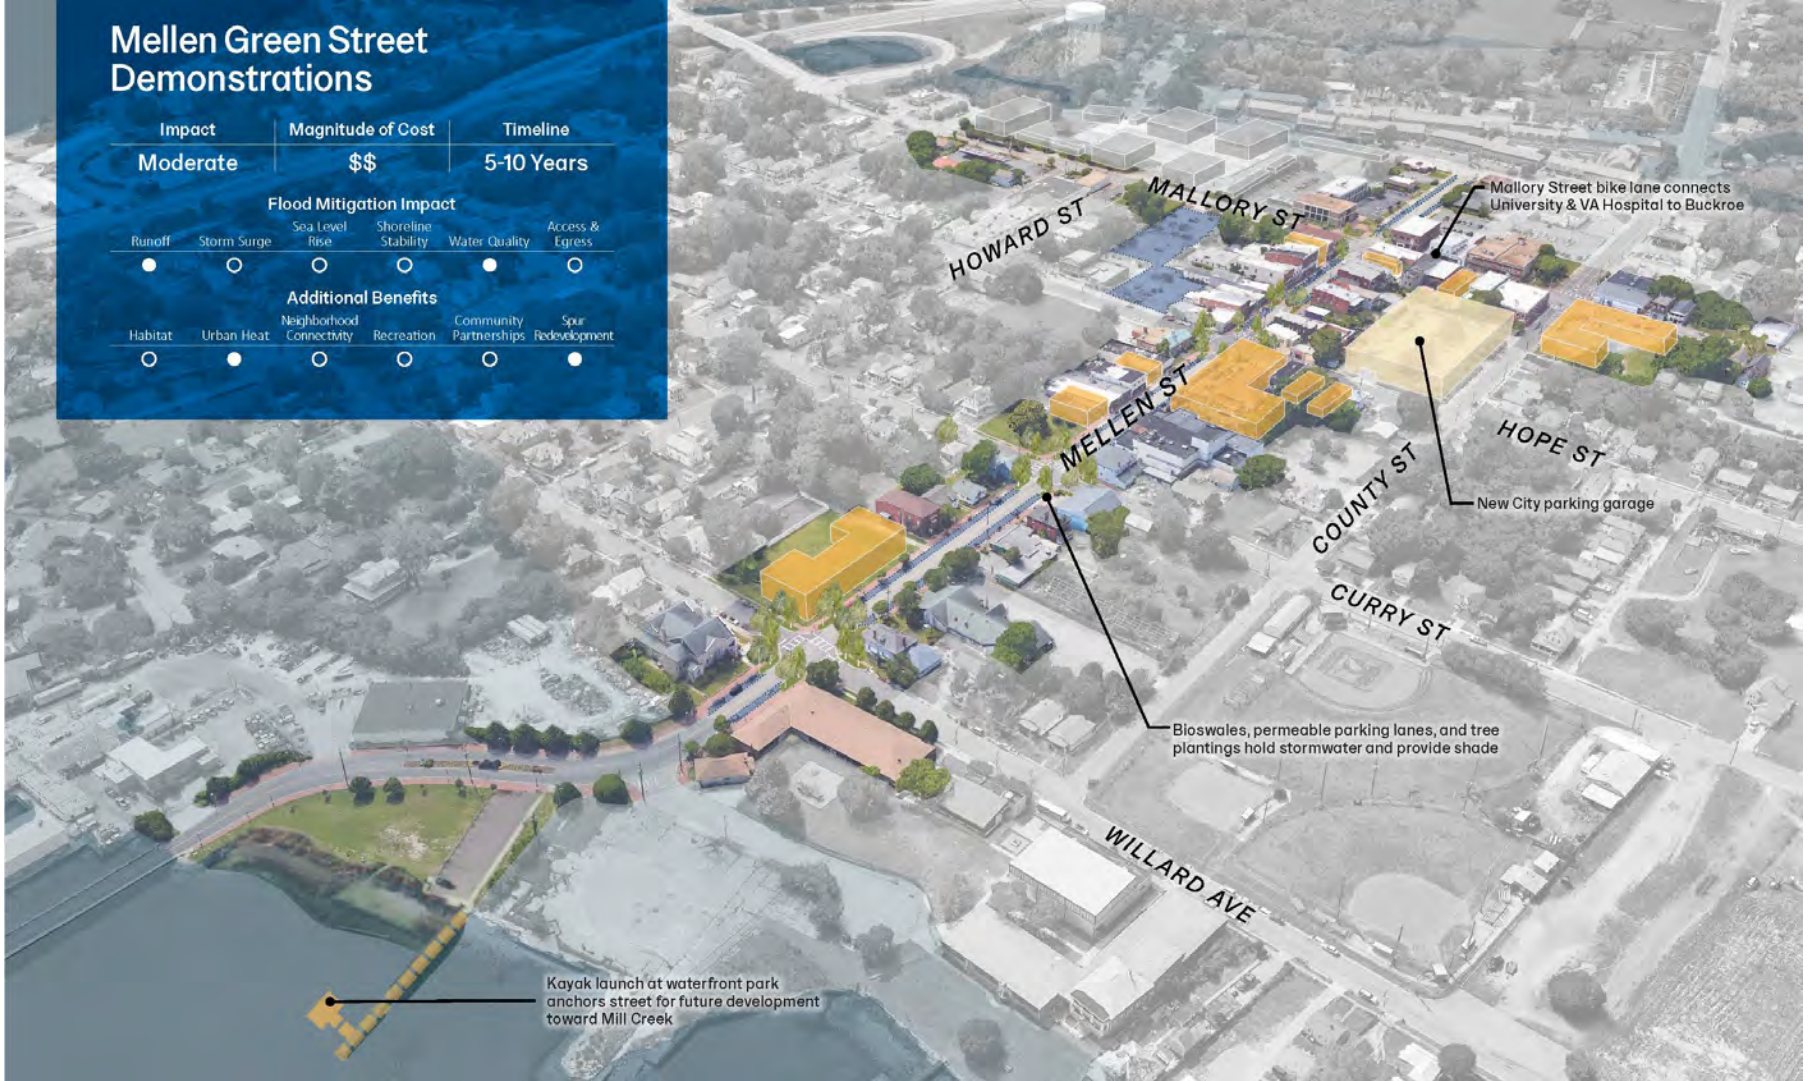 Mellen Green Street
Demonstrations
Impact
Magnitude of Cost
Timeline
Moderate
$$
5-10 Years
Flood Mitigation Impact
Runoff
Storm Surge
Sea Level
Rise
Shoreline
Stability
Water Quality
Access &
Egress
Additional Benefits
Habitat
Urban Heat
Neighborhood
Connectivity
Recreation
Community
Partnerships
Spur
Redevelopment
Mallory Street bike lane connects
University & VA Hospital to Buckroe
MALLORY ST
HOWARD ST
MELLEN ST
HOPE ST
COUNTY ST
New City parking garage
CURRY ST
Bioswales, permeable parking lanes, and tree
plantings hold stormwater and provide shade
WILLARD AVE
Kayak launch at waterfront park
anchors street for future development
toward Mill Creek